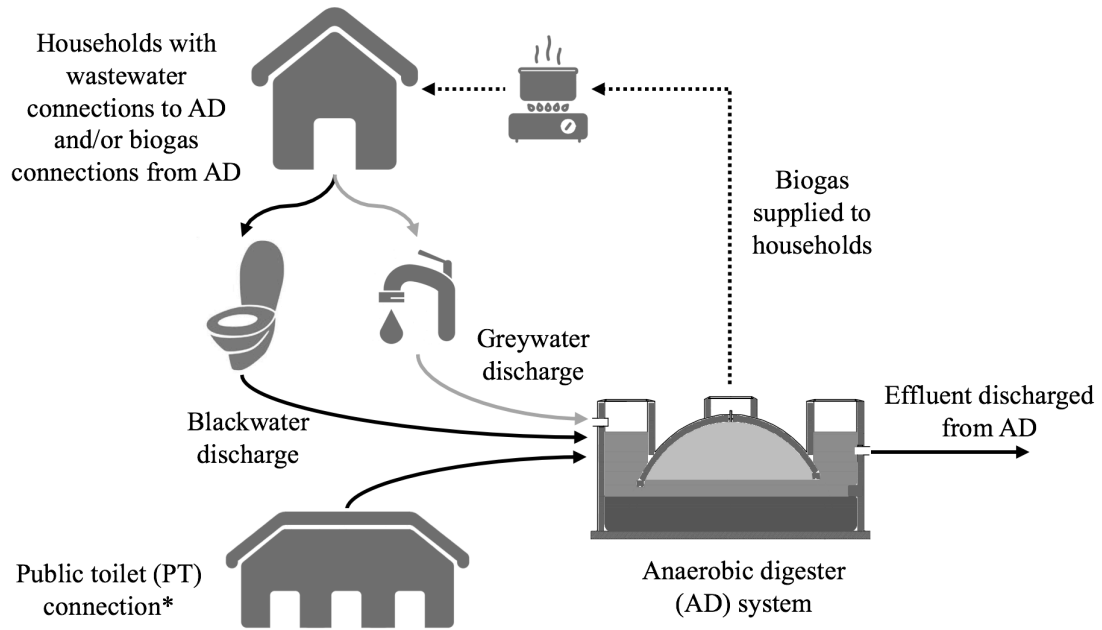 Households with
wastewater
connections to AD
and/or biogas
connections from AD
Biogas
supplied to
households
Greywater
discharge
Blackwater
discharge
Effluent discharged
from AD
Public toilet (PT)
connection*
Anaerobic digester
(AD) system